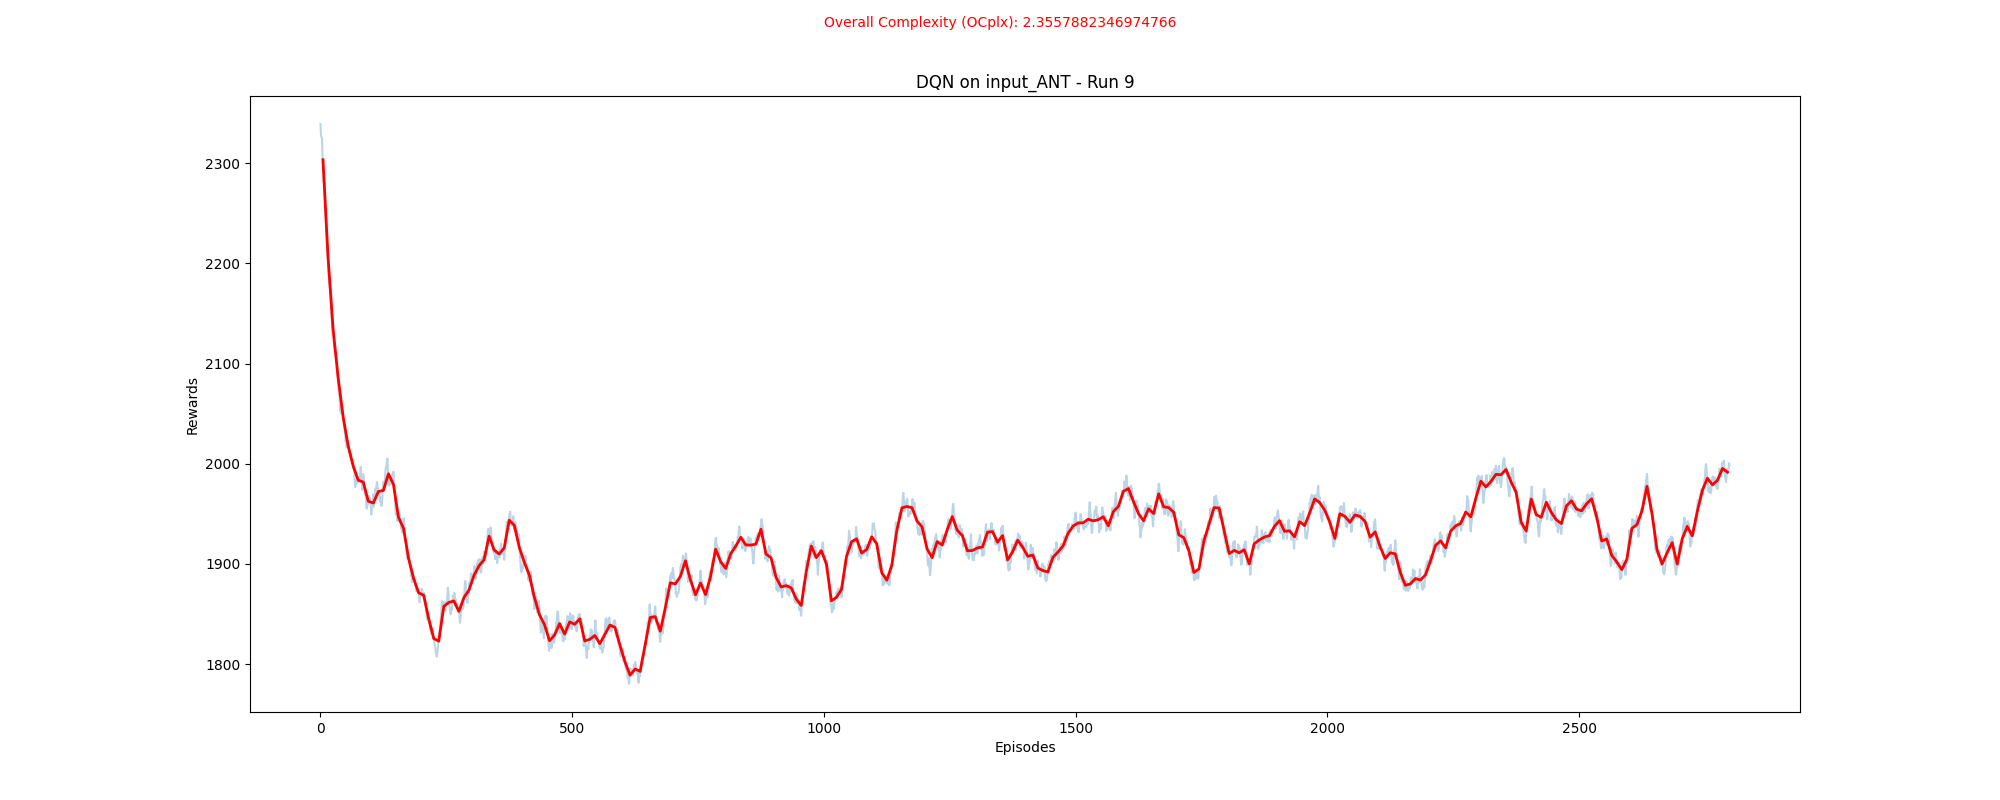 Overall Complexity (OCplx): 2.3557882346974766
DQN on input_ANT - Run 9
2300
2200
2100
2000
1900
1800
Rewards
0 500 1000 1500 2000 2500
Episodes